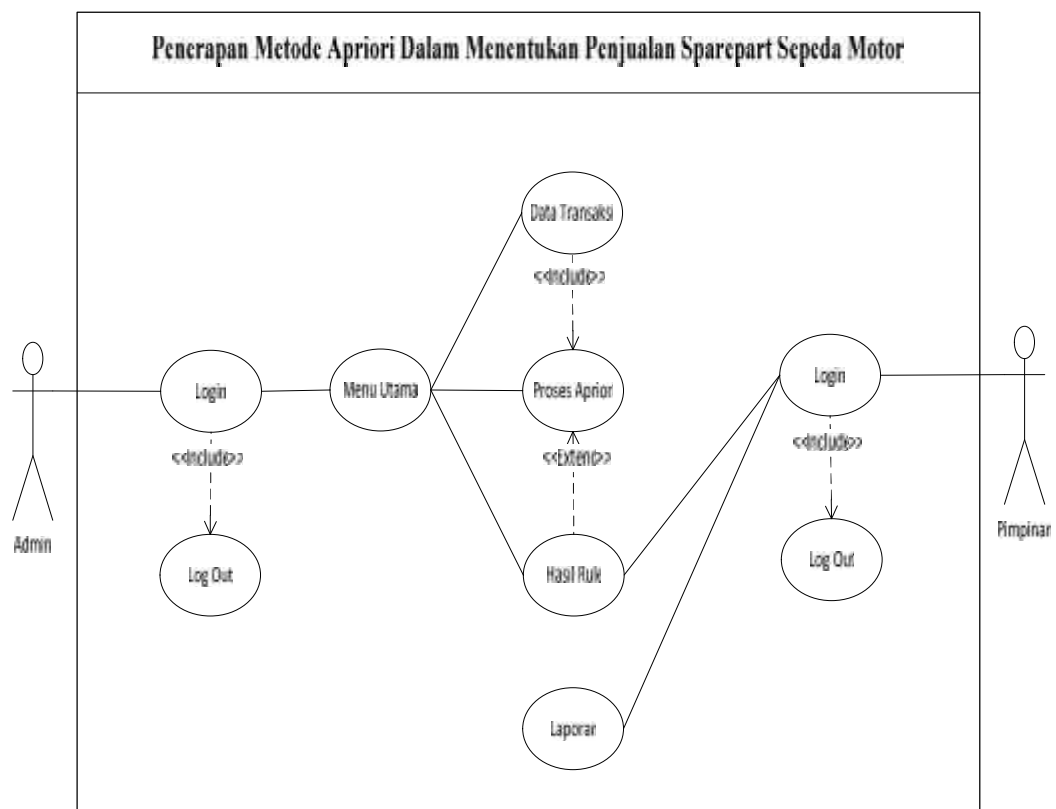 Penerapan Metode Apriori Dalam Menentukan Penjualan Sparepart Sepeda Motor
Data Transaksi
<<Include>>
Login
Menu Utama
Proses Aprior
Login
<<Include>>
<<Extend>>
<<Include>>
Admin
Log Out
Hasil Rule
Log Out
Pimpinan
Laporan